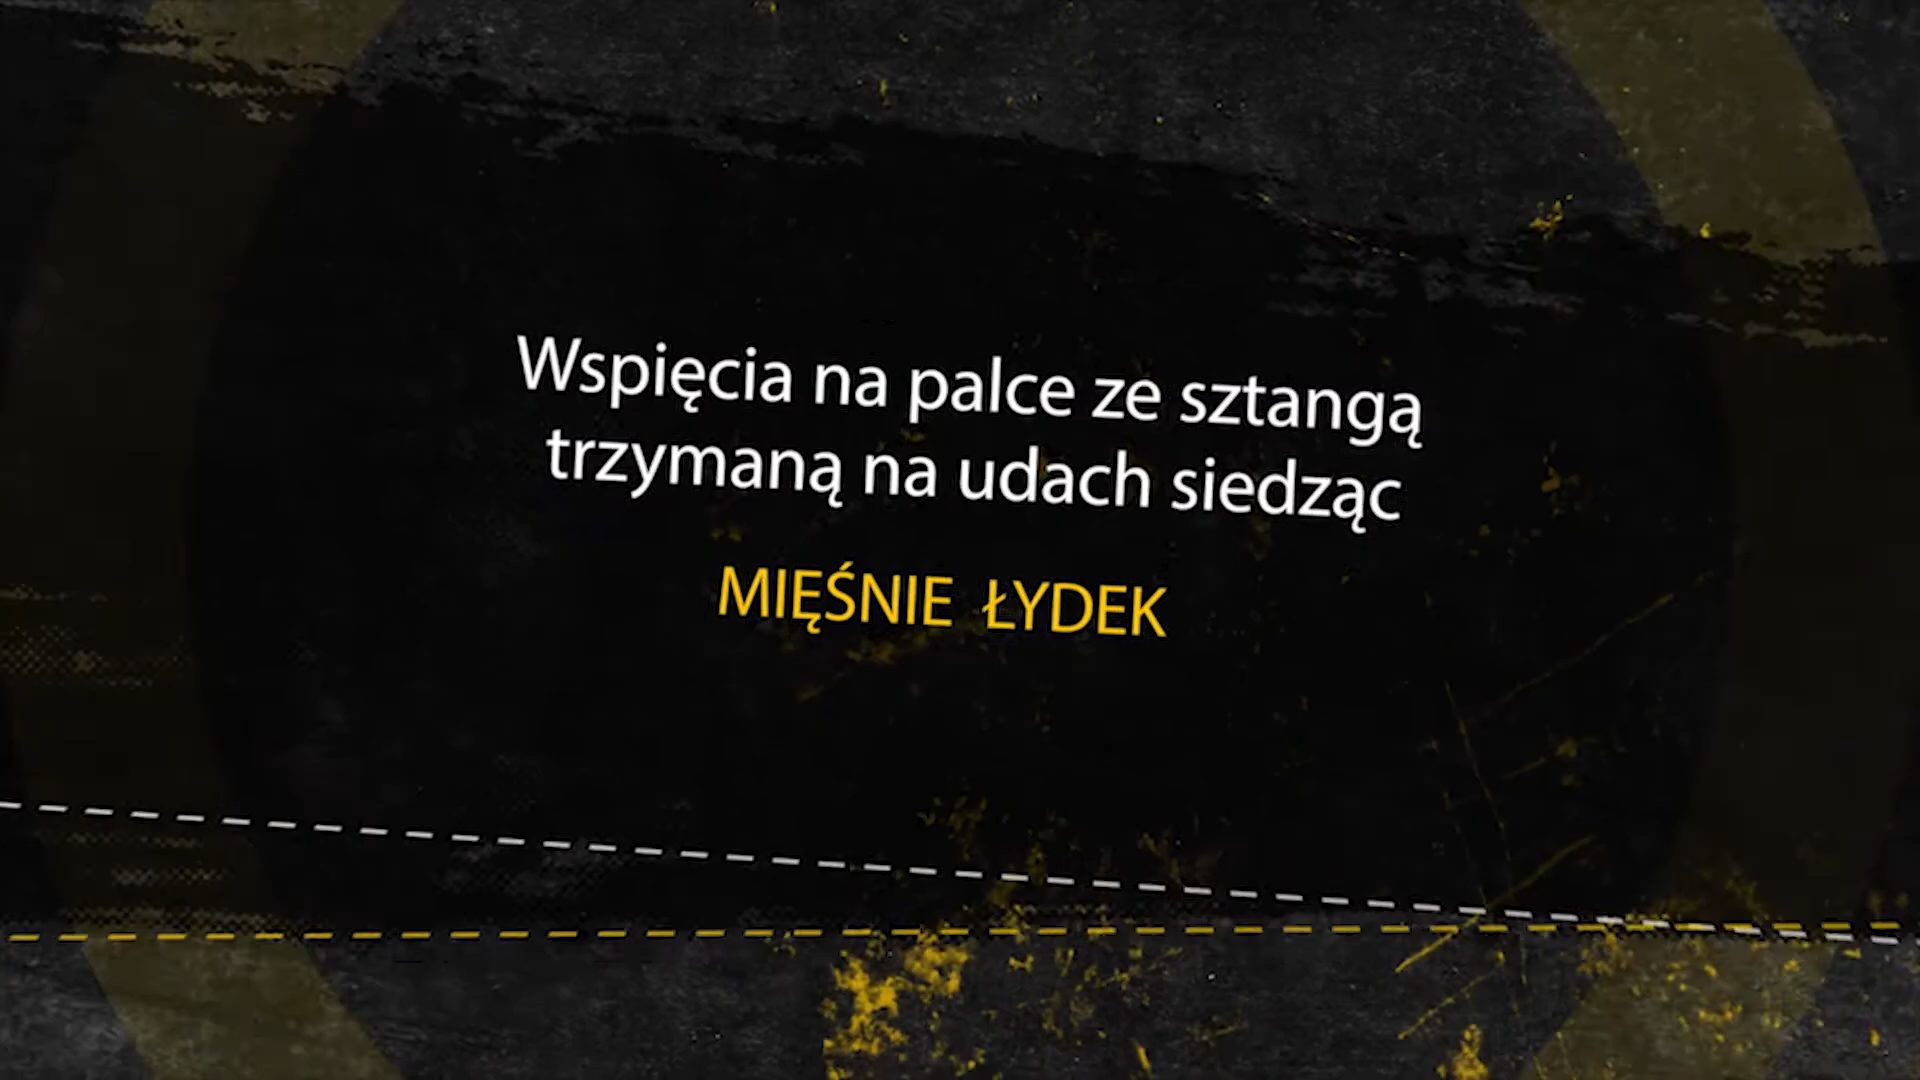 Wspięcia na palce ze sztangą
trzymaną na udach siedząc
MIĘŚNIE ŁYDEK